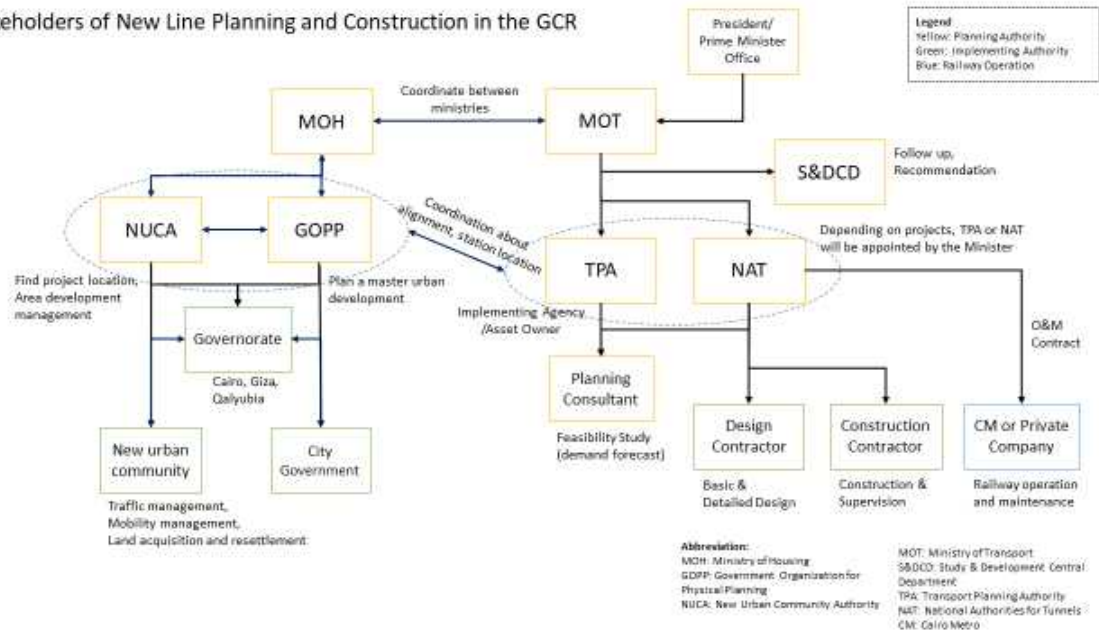 eholders of New Line Planning and Construction in the GCR
President/
Prime Minister
Office
Legend
Yellow: Planning Authority
Green: Implementing Authority
Blue: Railway Operation
Coordinate between
ministries
MOH
MOT
S&DCD
Follow up,
Recommendation
NUCA
GOPP
Coordination about
alignment, station location
TPA
NAT
Depending on projects, TPA or NAT
will be appointed by the Minister
Find project location,
Area development
management
Plan a master urban
development
Implementing Agency
/Asset Owner
O&M
Contract
Governorate
Cairo, Giza,
Qalyubia
Planning
Consultant
Feasibility Study
(demand forecast)
New urban
community
City
Government
Design
Contractor
Construction
Contractor
CM or Private
Company
Basic &
Detailed Design
Construction &
Supervision
Railway operation
and maintenance
Traffic management,
Mobility management,
Land acquisition and resettlement
Abbreviation:
MOH: Ministry of Housing
GOPP: Government Organization for
Physical Planning
NUCA: New Urban Community Authority
MOT: Ministry of Transport
S&DCD: Study & Development Central
Department
TPA: Transport Planning Authority
NAT: National Authorities for Tunnels
CM: Cairo Metro